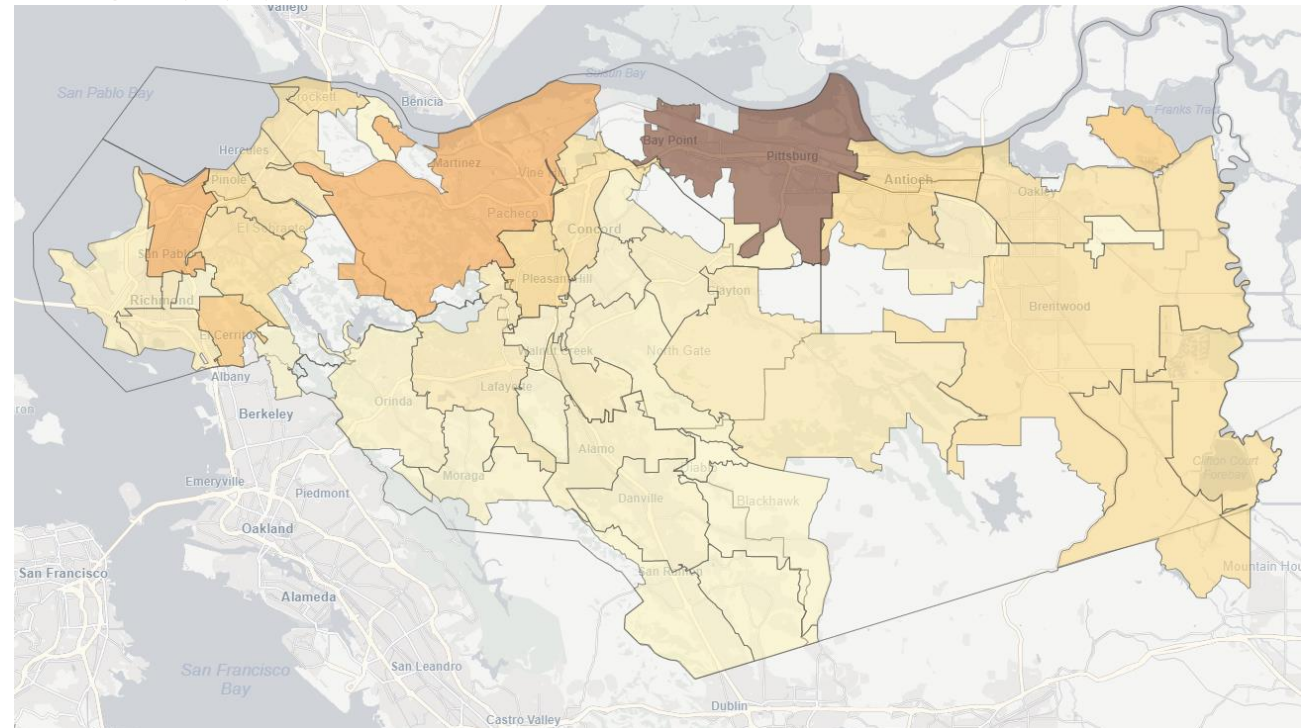 Vallejo
San Pablo Bay
Suisun Bay
Benicia
Crockett
Franks Tract
Hercules
Martinez
Bay Point
Pittsburg
Vine Hill
Pinole
Antioch
Oakley
Pacheco
El Sobrante
Concord
San Pablo
Pleasant Hill
Clayton
Richmond
Brentwood
El Cerrito
Walnut Creek
North Gate
Albany
Lafayette
Orinda
Berkeley
Alamo
Clifton Court
Forebay
Moraga
Diablo
Emeryville
Piedmont
Danville
Blackhawk
Oakland
San Ramon
San Francisco
Mountain Hou
Alameda
San Leandro
San Francisco
Bay
Dublin
Castro Valley